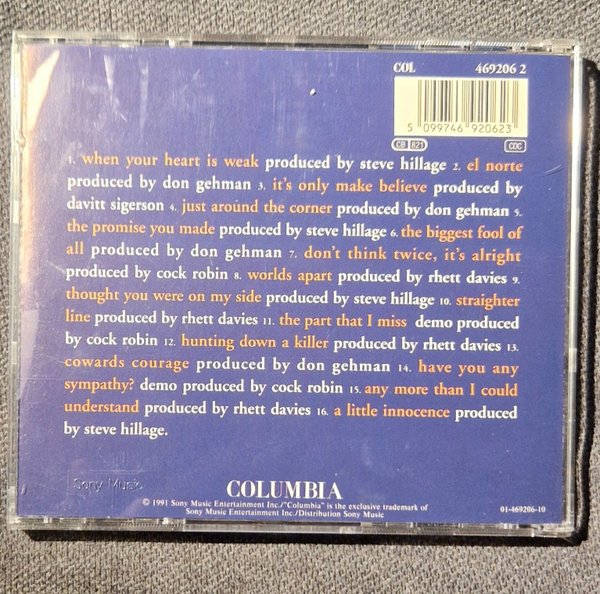 COL 469206 2
5 099746 920623
CB 821 CDC
1. when your heart is weak produced by steve hillage 2. el norte
produced by don gehman 3. it's only make believe produced by
davitt sigerson 4. just around the corner produced by don gehman 5.
the promise you made produced by steve hillage 6. the biggest fool of
all produced by don gehman 7. don't think twice, it's alright
produced by cock robin 8. worlds apart produced by rhett davies 9.
thought you were on my side produced by steve hillage 10. straighter
line produced by rhett davies 11. the part that I miss demo produced
by cock robin 12. hunting down a killer produced by rhett davies 13.
cowards courage produced by don gehman 14. have you any
sympathy? demo produced by cock robin 15. any more than I could
understand produced by rhett davies 16. a little innocence produced
by steve hillage.
Sony Music
COLUMBIA
© 1991 Sony Music Entertainment Inc./"Columbia" is the exclusive trademark of
Sony Music Entertainment Inc./Distribution Sony Music
01-469206-10